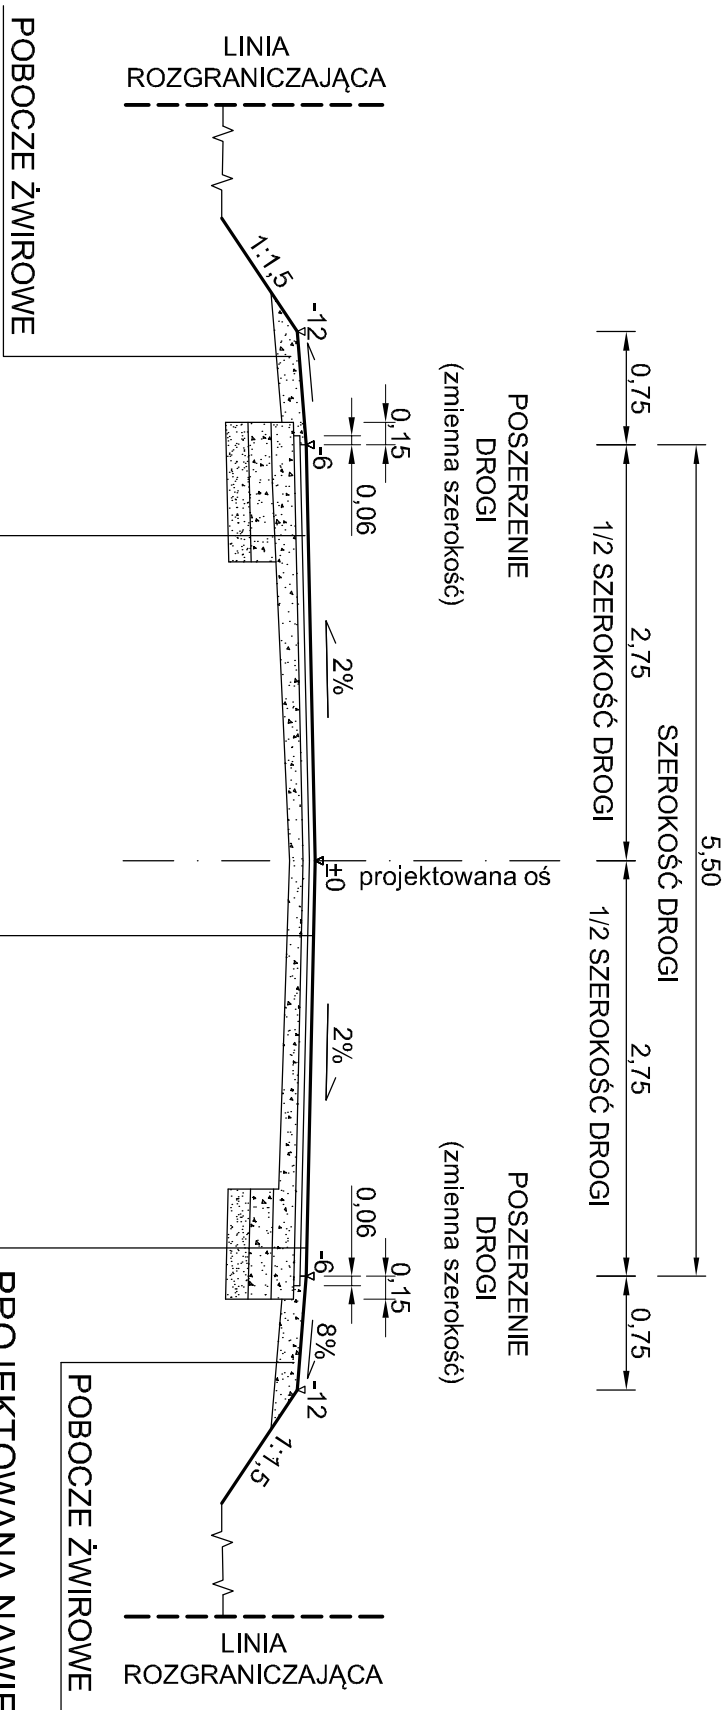 5,50
SZEROKOŚĆ DROGI
0,75
2,75
2,75
0,75
1/2 SZEROKOŚĆ DROGI
1/2 SZEROKOŚĆ DROGI
POSZERZENIE
DROGI
(zmienna szerokość)
POSZERZENIE
DROGI
(zmienna szerokość)
LINIA
ROZGRANICZAJĄCA
0,15
0,06
projektowana oś
0,15
0,06
LINIA
ROZGRANICZAJĄCA
1:1,5
-12
-6
2%
±0
2%
-6
8%
-12
1:1,5
POBOCZE ŻWIROWE
POBOCZE ŻWIROWE